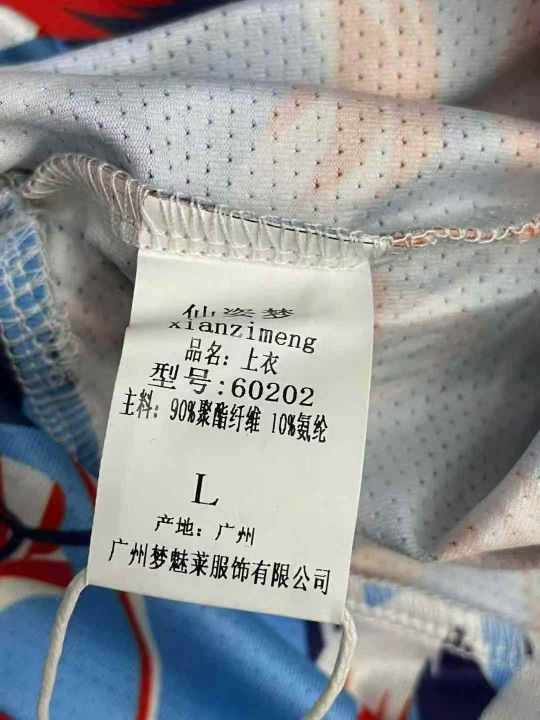 仙姿梦
xianzimeng
品名：上衣
型号:60202
主料：90%聚酯纤维 10%氨纶
L
产地：广州
广州梦魅莱服饰有限公司